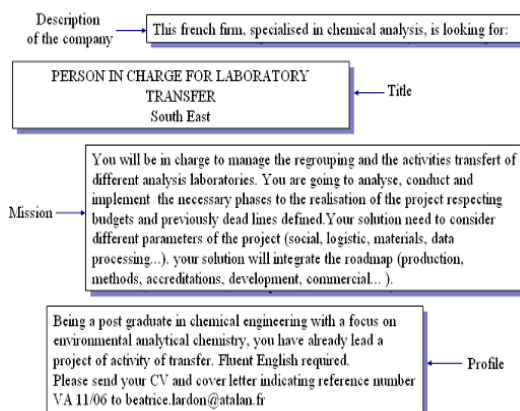 Description
of the company
This french firm, specialised in chemical analysis, is looking for:
PERSON IN CHARGE FOR LABORATORY
TRANSFER
South East
Title
You will be in charge to manage the regrouping and the activities transfert of
different analysis laboratories. You are going to analyse, conduct and
implement the necessary phases to the realisation of the project respecting
budgets and previously dead lines defined.Your solution need to consider
different parameters of the project (social, logistic, materials, data
processing...). your solution will integrate the roadmap (production,
methods, accreditations, development, commercial... ).
Mission
Being a post graduate in chemical engineering with a focus on
environmental analytical chemistry, you have already lead a
project of activity of transfer. Fluent English required.
Please send your CV and cover letter indicating reference number
VA 11/06 to beatrice.lardon@atalan.fr
Profile